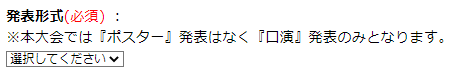 発表形式(必須) ：
※本大会では『ポスター』発表はなく『口演』発表のみとなります。
選択してください